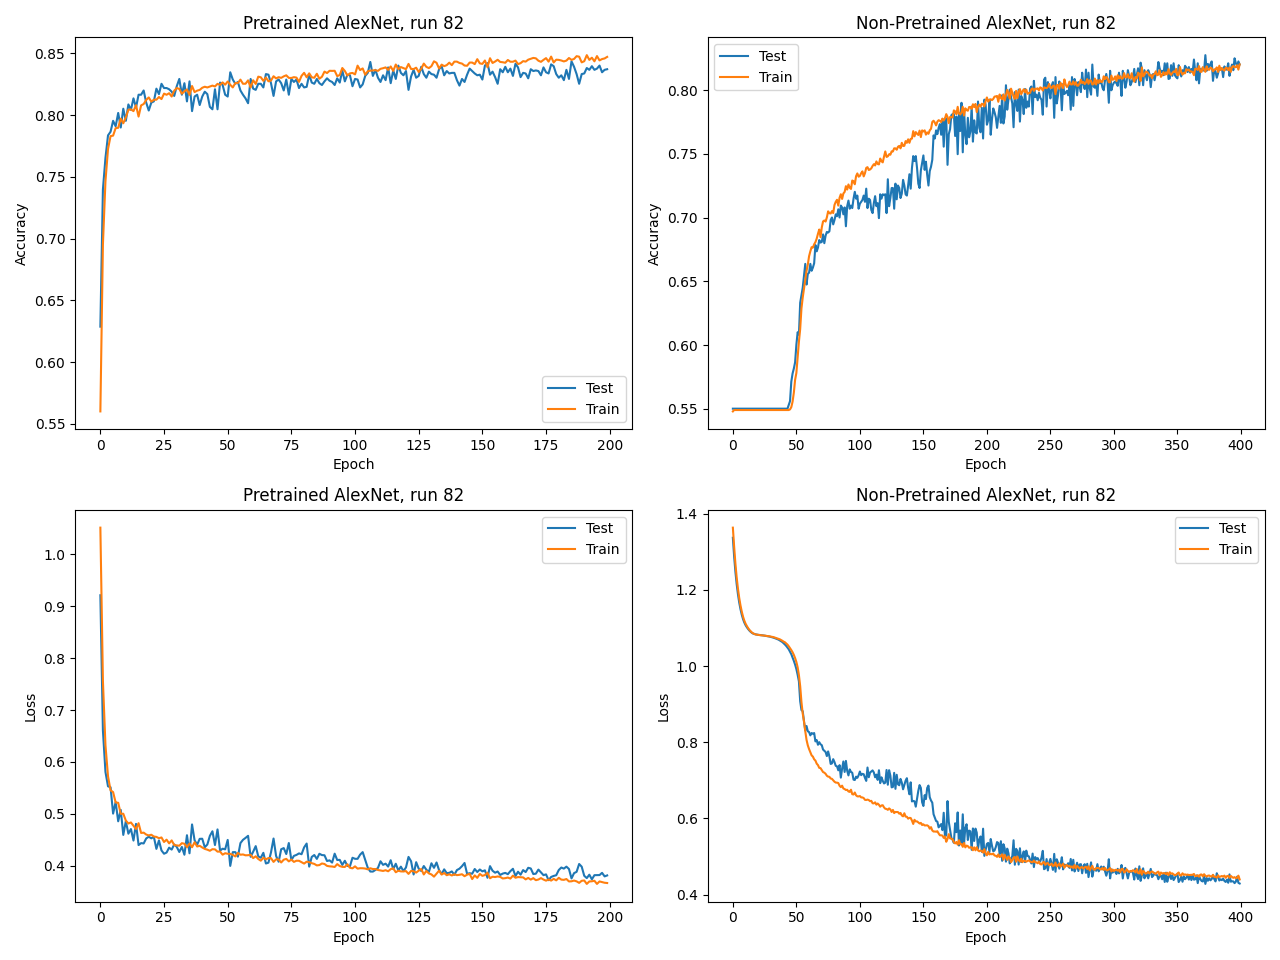 Pretrained AlexNet, run 82
0.85
0.80
0.75
0.70
0.65
0.60
0.55
Accuracy
0 25 50 75 100 125 150 175 200
Epoch
Test
Train
Non-Pretrained AlexNet, run 82
Test
Train
0.80
0.75
0.70
0.65
0.60
0.55
Accuracy
0 50 100 150 200 250 300 350 400
Epoch
Pretrained AlexNet, run 82
Test
Train
1.0
0.9
0.8
0.7
0.6
0.5
0.4
Loss
0 25 50 75 100 125 150 175 200
Epoch
Non-Pretrained AlexNet, run 82
Test
Train
1.4
1.2
1.0
0.8
0.6
0.4
Loss
0 50 100 150 200 250 300 350 400
Epoch